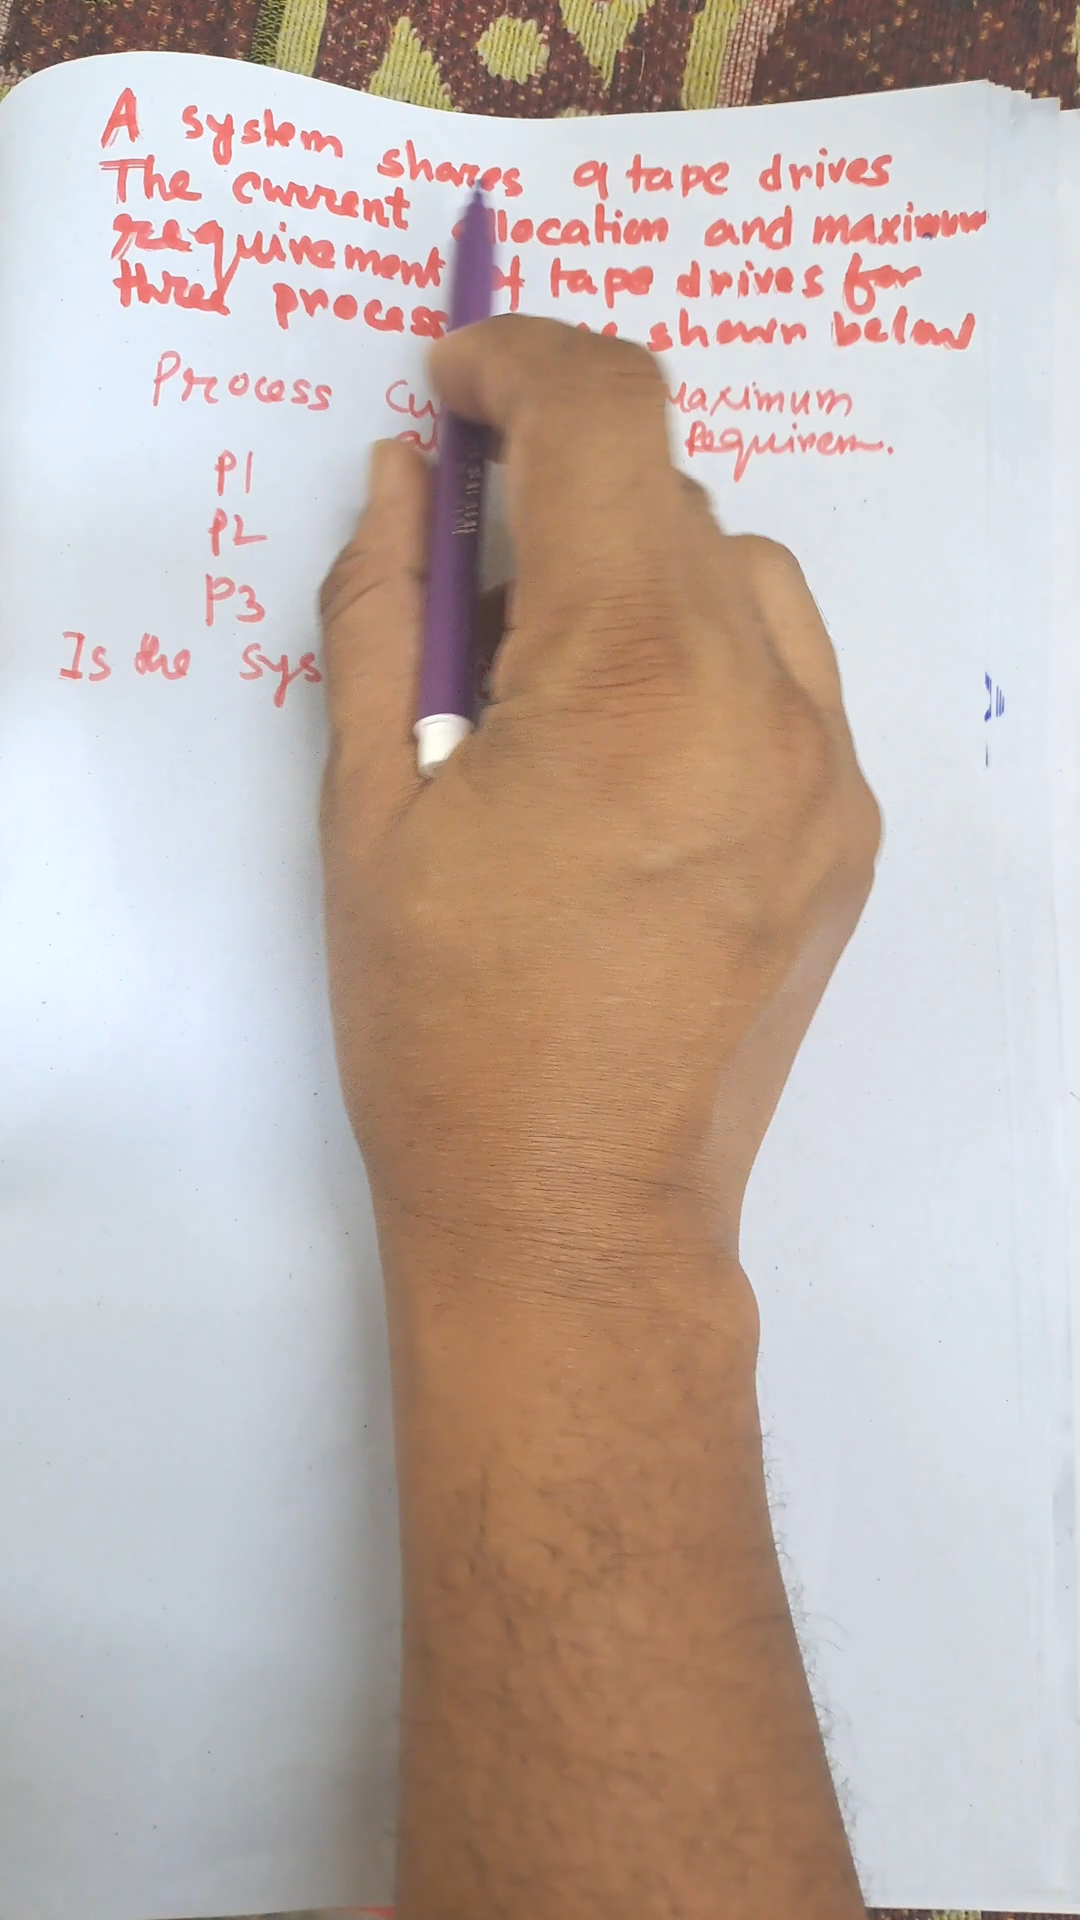 A system shares 9 tape drives
The current allocation and maximum
requirement of tape drives for
three process shown below
Process Maximum
Requirem.
P1
P2
P3
Is the sys